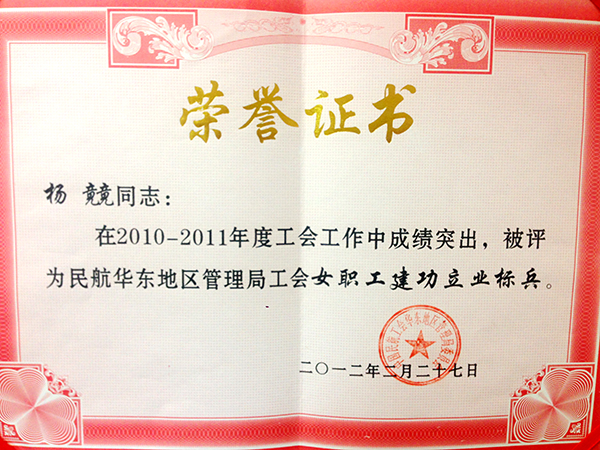 荣誉证书
杨 競同志：
在2010-2011年度工会工作中成绩突出，被评
为民航华东地区管理局工会女职工建功立业标兵。
二〇一二年二月二十七日